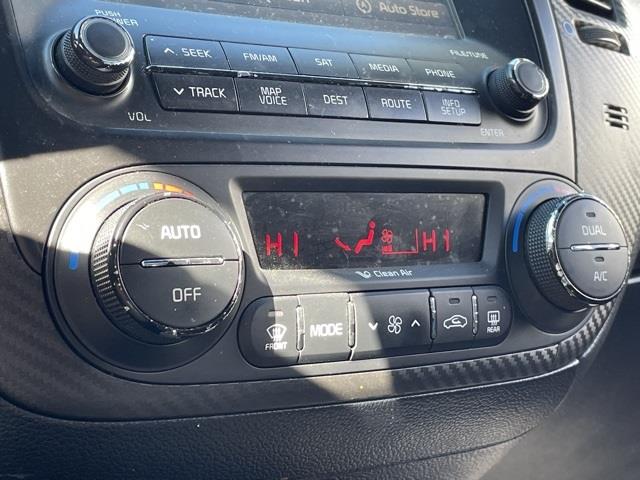 Auto Store
PUSH POWER
FILE/TUNE
SEEK FM/AM SAT MEDIA PHONE
TRACK MAP VOICE DEST ROUTE INFO SETUP
VOL
ENTER
AUTO
OFF
HI HI
Clean Air
DUAL
A/C
FRONT MODE REAR